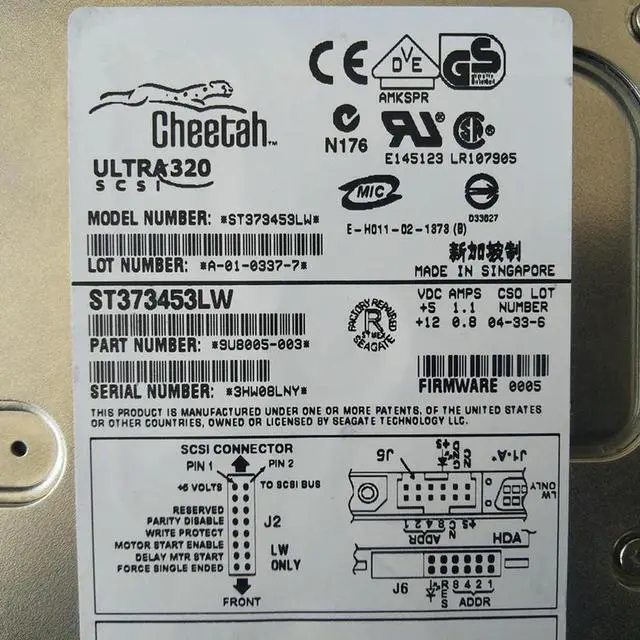 CE DVE GS
AMKSPR
N176
E145123 LR107905
Cheetah™
ULTRA320
SCSI
MIC
D33027
MODEL NUMBER: *ST373453LW*
E-H011-02-1373 (B)
LOT NUMBER: *A-01-0337-7*
新加坡制
MADE IN SINGAPORE
ST373453LW
FACTORY REPAIRED
R
SEAGATE
VDC AMPS CSO LOT
+5 1.1 NUMBER
+12 0.8 04-33-6
PART NUMBER: *9U8005-003*
SERIAL NUMBER: *3HW08LNY*
FIRMWARE 0005
THIS PRODUCT IS MANUFACTURED UNDER ONE OR MORE PATENTS, OF THE UNITED STATES
OR OTHER COUNTRIES, OWNED OR LICENSED BY SEAGATE TECHNOLOGY LLC.
SCSI CONNECTOR
PIN 1 PIN 2
+5 VOLTS TO SCSI BUS
RESERVED
PARITY DISABLE
WRITE PROTECT
MOTOR START ENABLE
DELAY MTR START
FORCE SINGLE ENDED
J2
LW
ONLY
FRONT
J5
J1-A*
LW
ONLY
+5
8 4 2 1
ADDR
HDA
J6
RES
8 4 2 1
ADDR